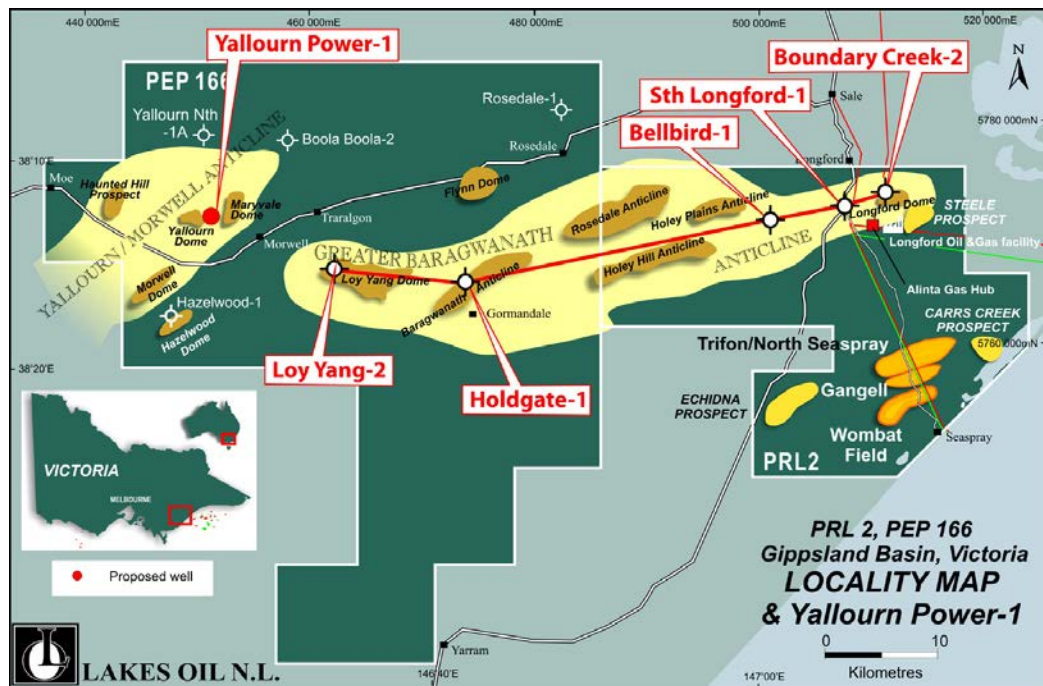 440 000mE
460 000mE
480 000mE
500 000mE
520 000mE
Yallourn Power-1
Boundary Creek-2
N
PEP 166
Sth Longford-1
Rosedale-1
Sale
Yallourn Nth
-1A
Boola Boola-2
Bellbird-1
5780 000mN
38'10'
Rosedale
Longford
Moe
Haunted Hill
Prospect
YALLOURN / MORWELL ANTICLINE
Maryvale
Dome
Flynn Dome
Yallourn
Dome
Traralgon
Rosedale Anticline
Holey Plains Anticline
Longford Dome
STEELE
PROSPECT
Morwell
GREATER BARAGWANATH
ANTICLINE
Longford Oil &Gas facility
Morwell
Dome
Loy Yang Dome
Baragwanath Anticline
Holey Hill Anticline
Alinta Gas Hub
Hazelwood-1
Hazelwood
Dome
Gormandale
CARRS CREEK
PROSPECT
Trifon/North Seaspray
5760 000mN
38'20'
Loy Yang-2
Holdgate-1
Gangell
ECHIDNA
PROSPECT
Wombat
Field
Seaspray
PRL2
VICTORIA
MELBOURNE
Proposed well
PRL 2, PEP 166
Gippsland Basin, Victoria
LOCALITY MAP
& Yallourn Power-1
0
10
Kilometres
Yarram
LAKES OIL N.L.
146'40'
147'00'E